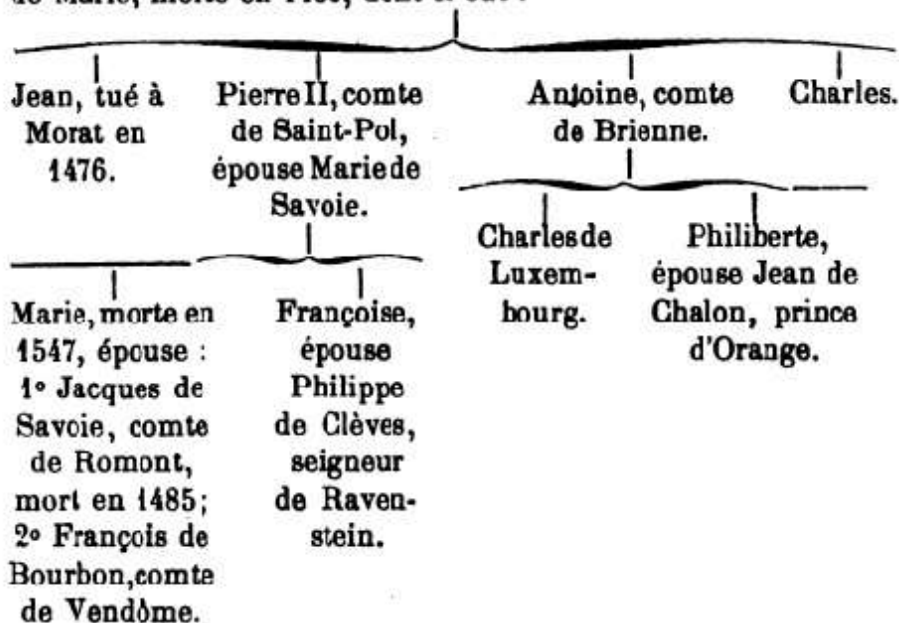 Jean, tué à
Morat en
1476.
Pierre II, comte
de Saint-Pol,
épouse Marie de
Savoie.
Antoine, comte
de Brienne.
Charles.
Marie, morte en
1547, épouse :
1º Jacques de
Savoie, comte
de Romont,
mort en 1485;
2º François de
Bourbon, comte
de Vendôme.
Françoise,
épouse
Philippe
de Clèves,
seigneur
de Raven-
stein.
Charles de
Luxem-
bourg.
Philiberte,
épouse Jean de
Chalon, prince
d'Orange.